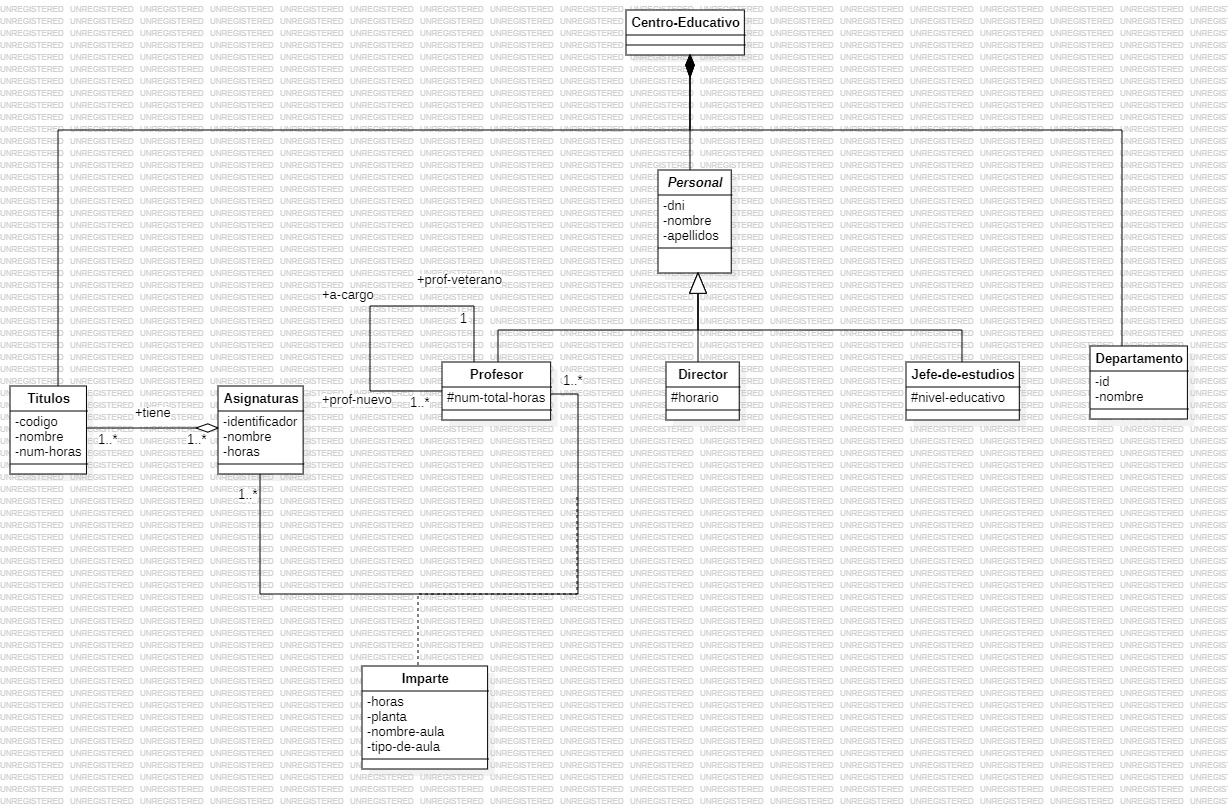 Centro-Educativo
Personal
-dni
-nombre
-apellidos
+prof-veterano
+a-cargo
1
Profesor
#num-total-horas
1..*
+prof-nuevo
1..*
Director
#horario
Jefe-de-estudios
#nivel-educativo
Departamento
-id
-nombre
Titulos
-codigo
-nombre
-num-horas
+tiene
1..*
1..*
Asignaturas
-identificador
-nombre
-horas
1..*
Imparte
-horas
-planta
-nombre-aula
-tipo-de-aula
UNREGISTERED